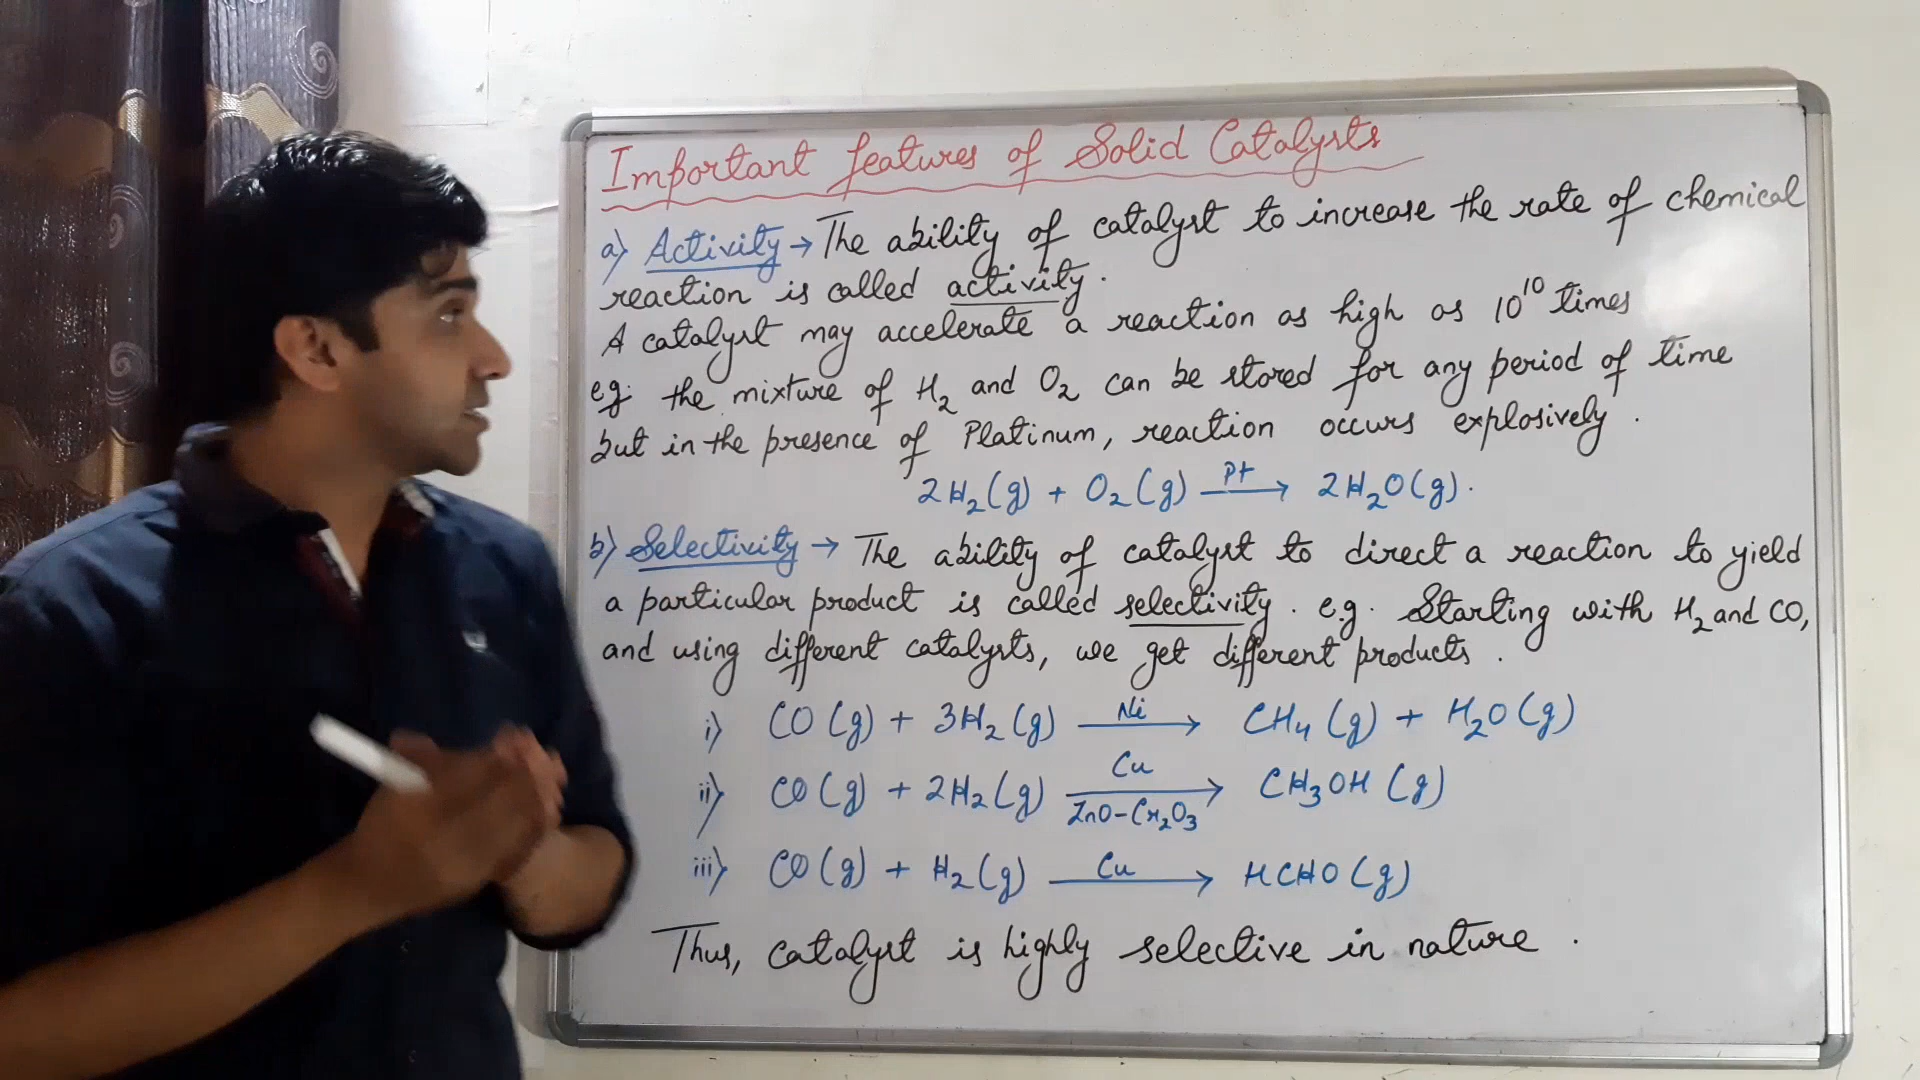 Important features of Solid Catalysts
a) Activity → The ability of catalyst to increase the rate of chemical
reaction is called activity.
A catalyst may accelerate a reaction as high as 10¹⁰ times
eg. the mixture of H₂ and O₂ can be stored for any period of time
but in the presence of Platinum, reaction occurs explosively.
2H₂(g) + O₂(g) —Pt→ 2H₂O(g).
b) Selectivity → The ability of catalyst to direct a reaction to yield
a particular product is called selectivity. e.g. Starting with H₂ and CO,
and using different catalysts, we get different products.
i) CO(g) + 3H₂(g) —Ni→ CH₄(g) + H₂O(g)
ii) CO(g) + 2H₂(g) —Cu→ CH₃OH(g)
ZnO-Cr₂O₃
iii) CO(g) + H₂(g) —Cu→ HCHO(g)
Thus, catalyst is highly selective in nature.